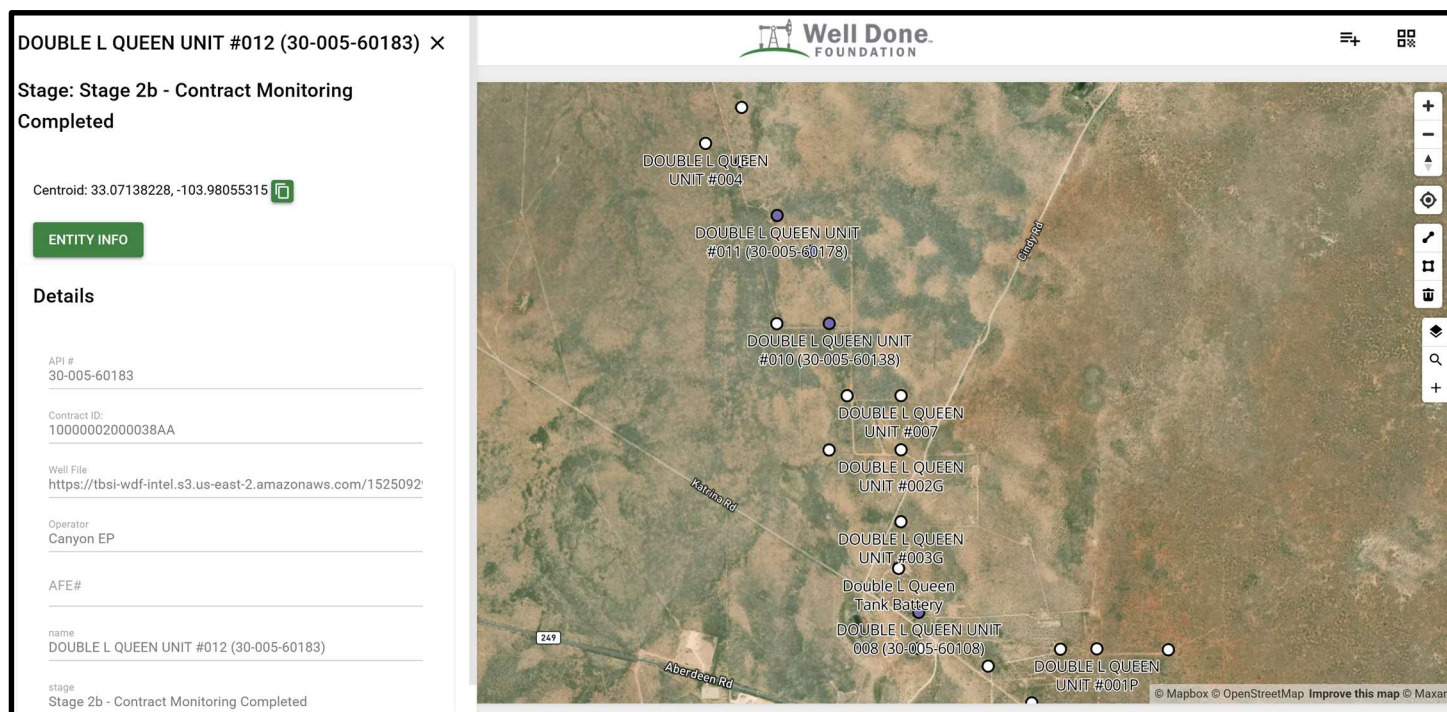 DOUBLE L QUEEN UNIT #012 (30-005-60183)
Stage: Stage 2b - Contract Monitoring
Completed
Centroid: 33.07138228, -103.98055315
ENTITY INFO
Details
API #
30-005-60183
Contract ID:
10000002000038AA
Well File
https://tbsi-wdf-intel.s3.us-east-2.amazonaws.com/1525092
Operator
Canyon EP
AFE#
name
DOUBLE L QUEEN UNIT #012 (30-005-60183)
stage
Stage 2b - Contract Monitoring Completed
Well Done
FOUNDATION
DOUBLE L QUEEN
UNIT #004
DOUBLE L QUEEN UNIT
#011 (30-005-60178)
Cindy Rd
DOUBLE L QUEEN UNIT
#010 (30-005-60138)
DOUBLE L QUEEN
UNIT #007
DOUBLE L QUEEN
UNIT #002G
Katrina Rd
DOUBLE L QUEEN
UNIT #003G
Double L Queen
Tank Battery
DOUBLE L QUEEN UNIT
008 (30-005-60108)
249
Aberdeen Rd
DOUBLE L QUEEN
UNIT #001P
© Mapbox © OpenStreetMap Improve this map © Maxar